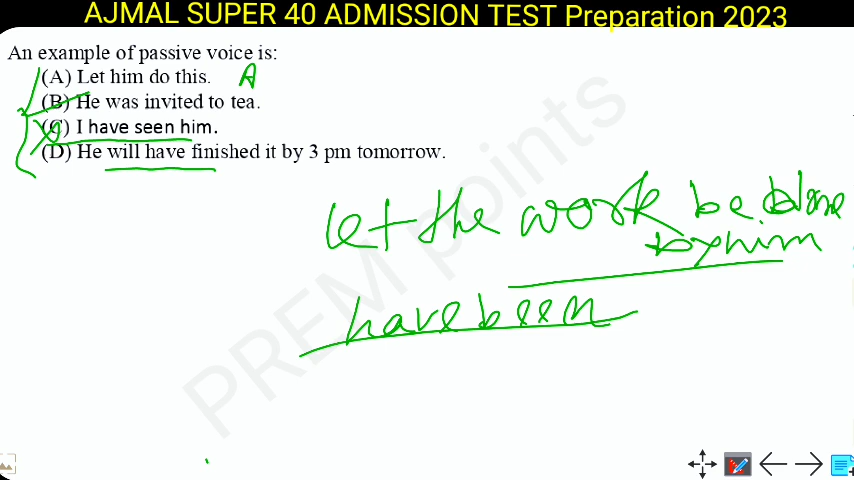 AJMAL SUPER 40 ADMISSION TEST Preparation 2023
An example of passive voice is:
(A) Let him do this. A
(B) He was invited to tea.
(C) I have seen him.
(D) He will have finished it by 3 pm tomorrow.
let the work be done
by him
have been
PREM points